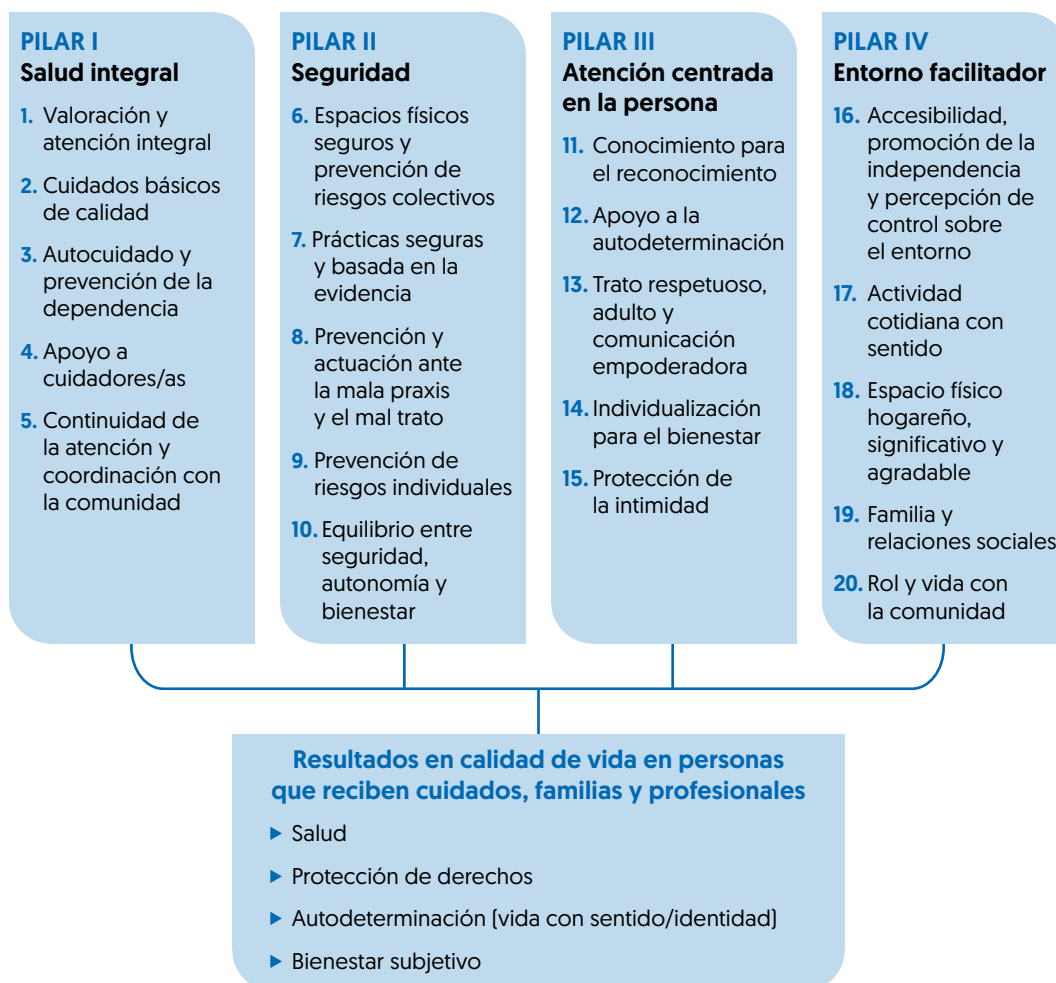 PILAR I
Salud integral
1. Valoración y
atención integral
2. Cuidados básicos
de calidad
3. Autocuidado y
prevención de la
dependencia
4. Apoyo a
cuidadores/as
5. Continuidad de
la atención y
coordinación con
la comunidad
PILAR II
Seguridad
6. Espacios físicos
seguros y
prevención de
riesgos colectivos
7. Prácticas seguras
y basada en la
evidencia
8. Prevención y
actuación ante
la mala praxis
y el mal trato
9. Prevención de
riesgos individuales
10. Equilibrio entre
seguridad,
autonomía y
bienestar
PILAR III
Atención centrada
en la persona
11. Conocimiento para
el reconocimiento
12. Apoyo a la
autodeterminación
13. Trato respetuoso,
adulto y
comunicación
empoderadora
14. Individualización
para el bienestar
15. Protección de
la intimidad
PILAR IV
Entorno facilitador
16. Accesibilidad,
promoción de la
independencia
y percepción de
control sobre
el entorno
17. Actividad
cotidiana con
sentido
18. Espacio físico
hogareño,
significativo y
agradable
19. Familia y
relaciones sociales
20. Rol y vida con
la comunidad
Resultados en calidad de vida en personas
que reciben cuidados, familias y profesionales
▶ Salud
▶ Protección de derechos
▶ Autodeterminación (vida con sentido/identidad)
▶ Bienestar subjetivo